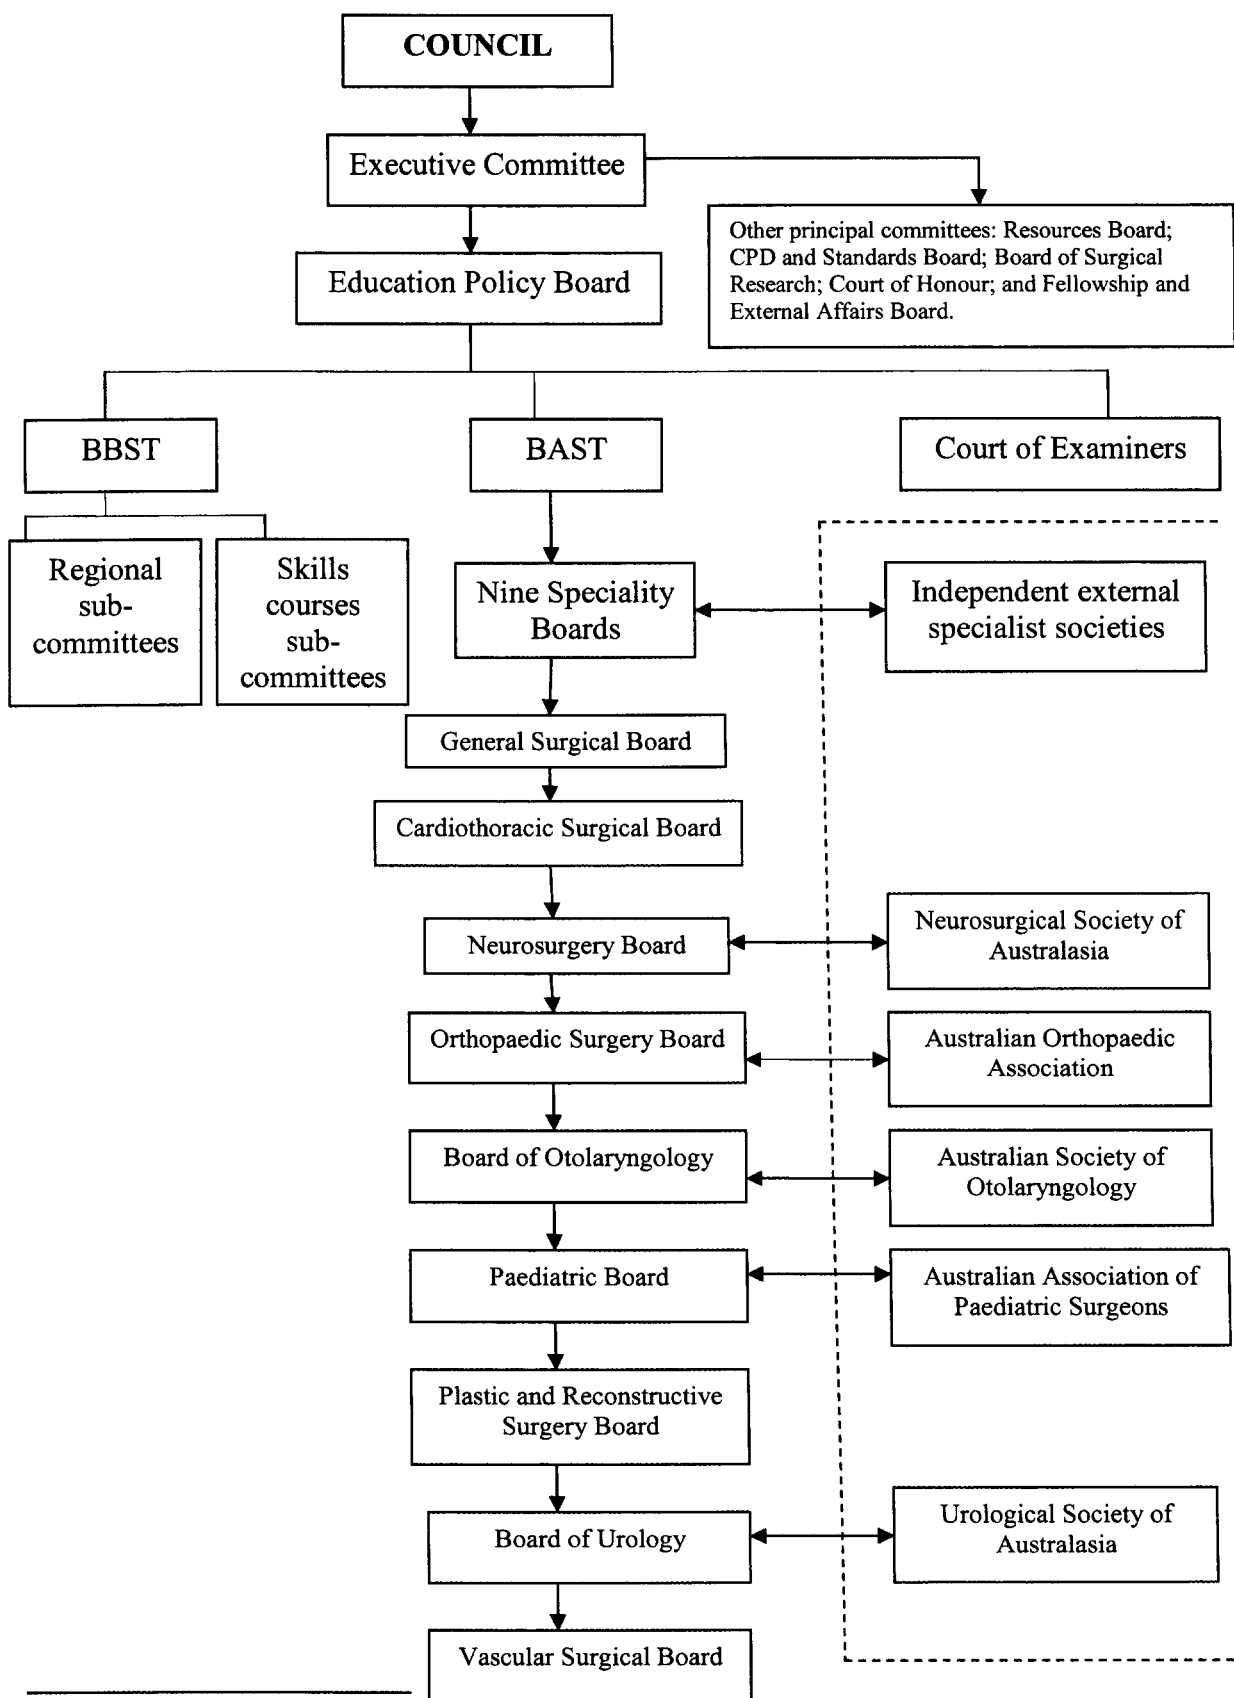 COUNCIL
Executive Committee
Other principal committees: Resources Board;
CPD and Standards Board; Board of Surgical
Research; Court of Honour; and Fellowship and
External Affairs Board.
Education Policy Board
BBST
BAST
Court of Examiners
Regional
sub-
committees
Skills
courses
sub-
committees
Nine Speciality
Boards
Independent external
specialist societies
General Surgical Board
Cardiothoracic Surgical Board
Neurosurgery Board
Neurosurgical Society of
Australasia
Orthopaedic Surgery Board
Australian Orthopaedic
Association
Board of Otolaryngology
Australian Society of
Otolaryngology
Paediatric Board
Australian Association of
Paediatric Surgeons
Plastic and Reconstructive
Surgery Board
Board of Urology
Urological Society of
Australasia
Vascular Surgical Board